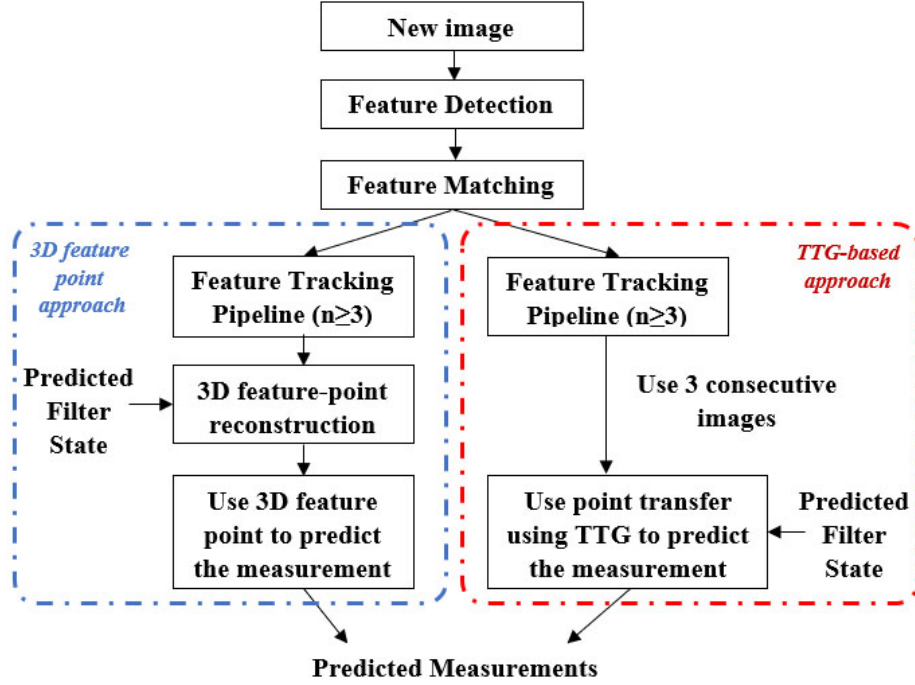 New image
Feature Detection
Feature Matching
3D feature
point
approach
Feature Tracking
Pipeline (n≥3)
Predicted
Filter
State
3D feature-point
reconstruction
Use 3D feature
point to predict
the measurement
TTG-based
approach
Feature Tracking
Pipeline (n≥3)
Use 3 consecutive
images
Use point transfer
using TTG to predict
the measurement
Predicted
Filter
State
Predicted Measurements